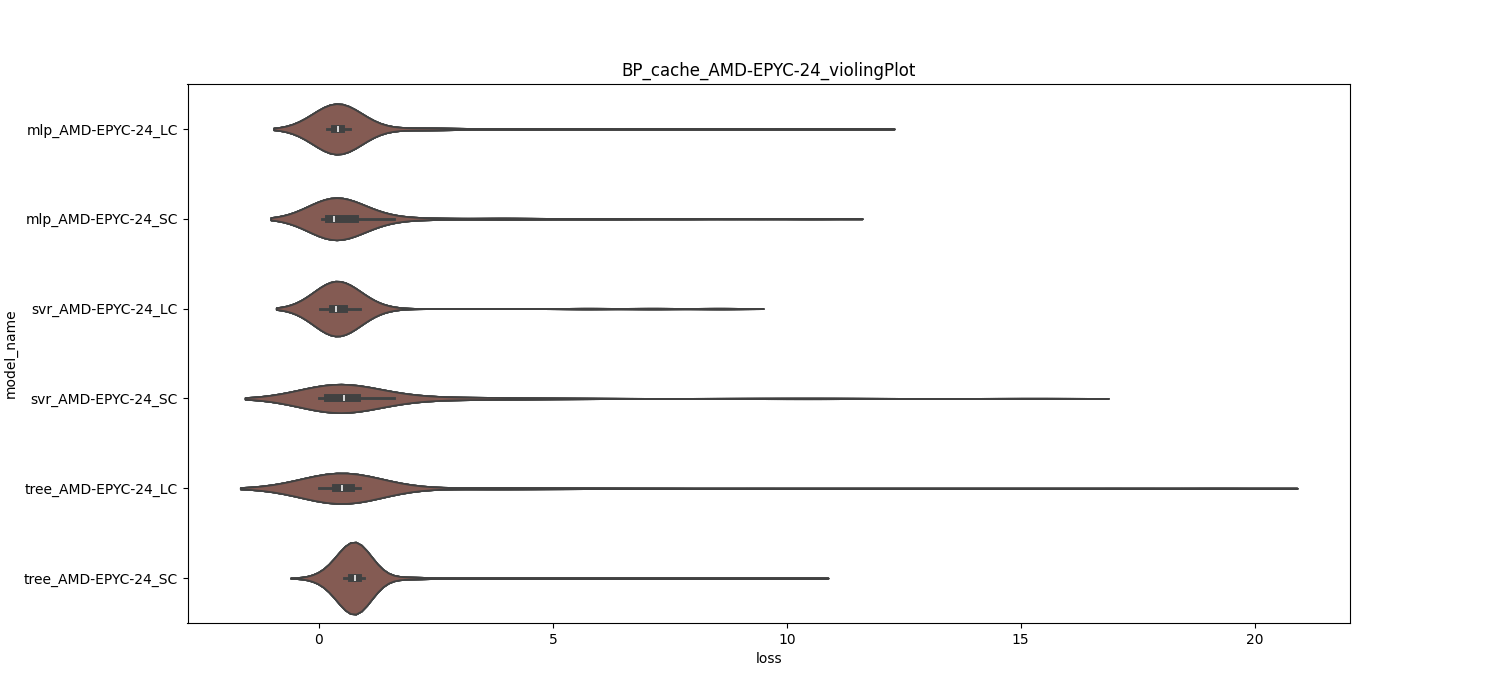 BP_cache_AMD-EPYC-24_violingPlot
model_name
mlp_AMD-EPYC-24_LC
mlp_AMD-EPYC-24_SC
svr_AMD-EPYC-24_LC
svr_AMD-EPYC-24_SC
tree_AMD-EPYC-24_LC
tree_AMD-EPYC-24_SC
0 5 10 15 20
loss